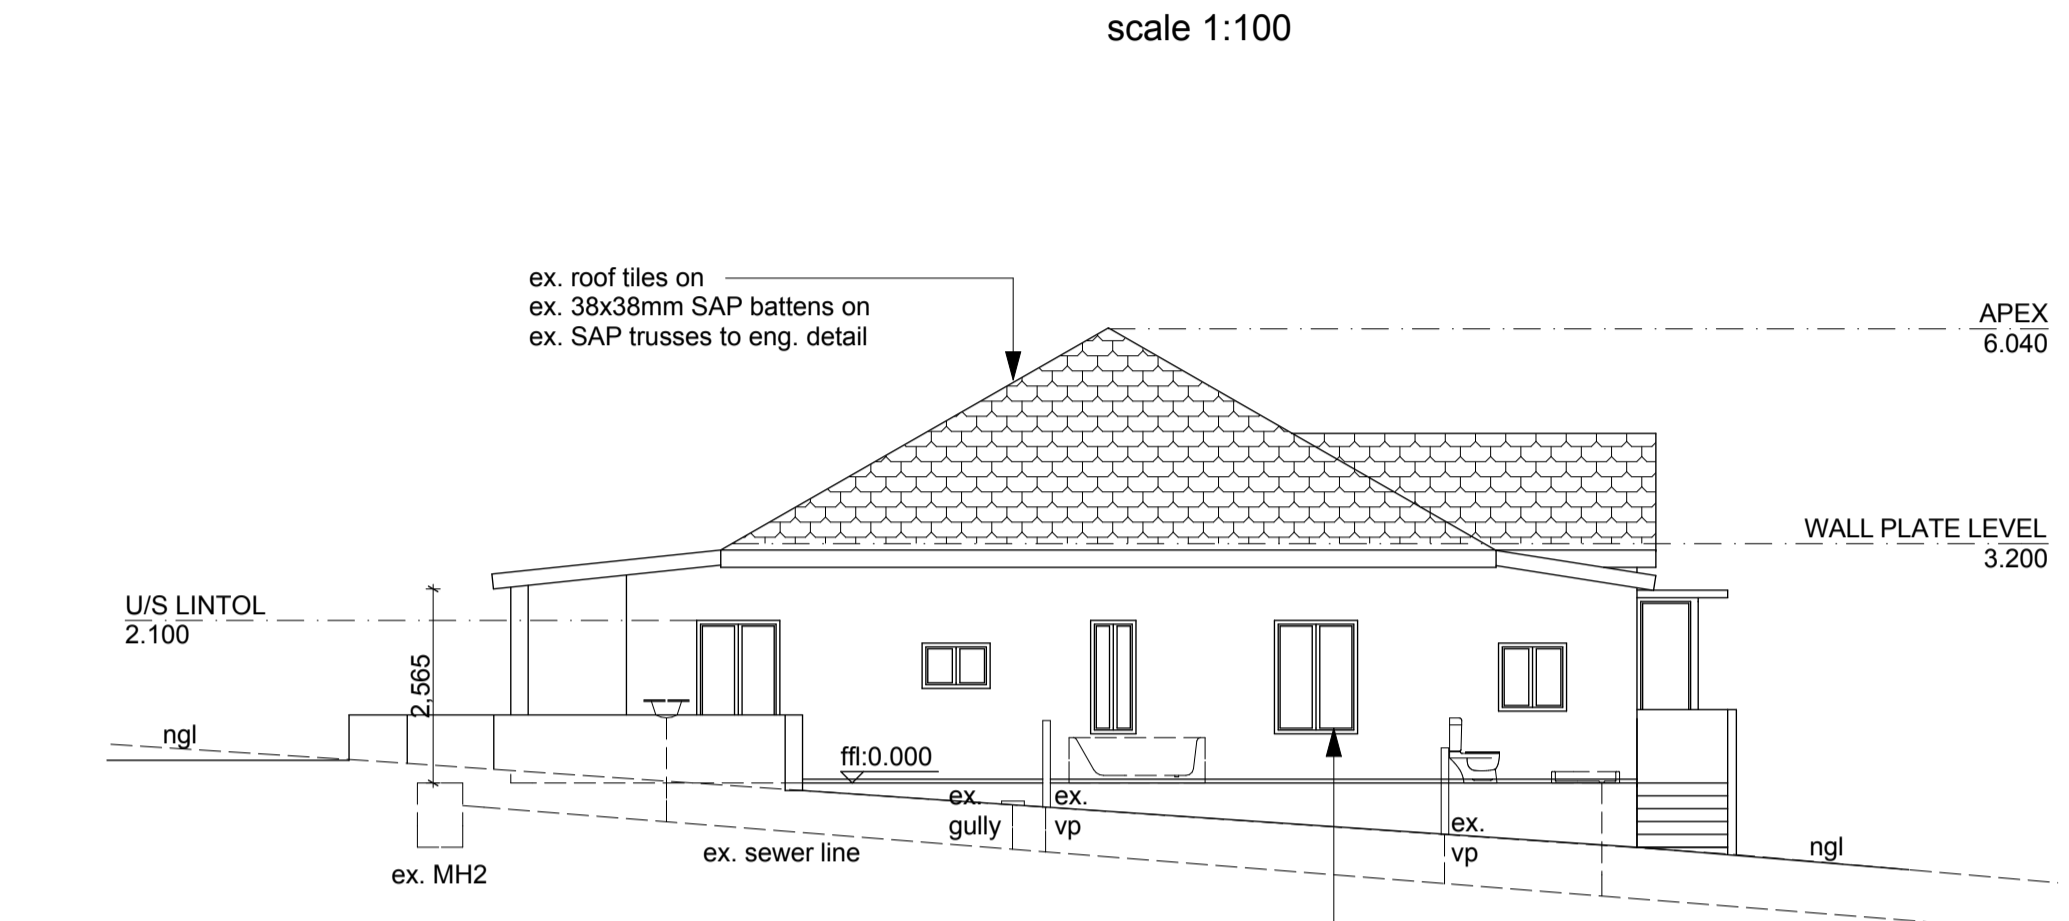 scale 1:100
ex. roof tiles on
ex. 38x38mm SAP battens on
ex. SAP trusses to eng. detail
APEX
6.040
WALL PLATE LEVEL
3.200
U/S LINTOL
2.100
2,565
ngl
ffl:0.000
ex.
gully
ex.
vp
ex.
vp
ngl
ex. sewer line
ex. MH2